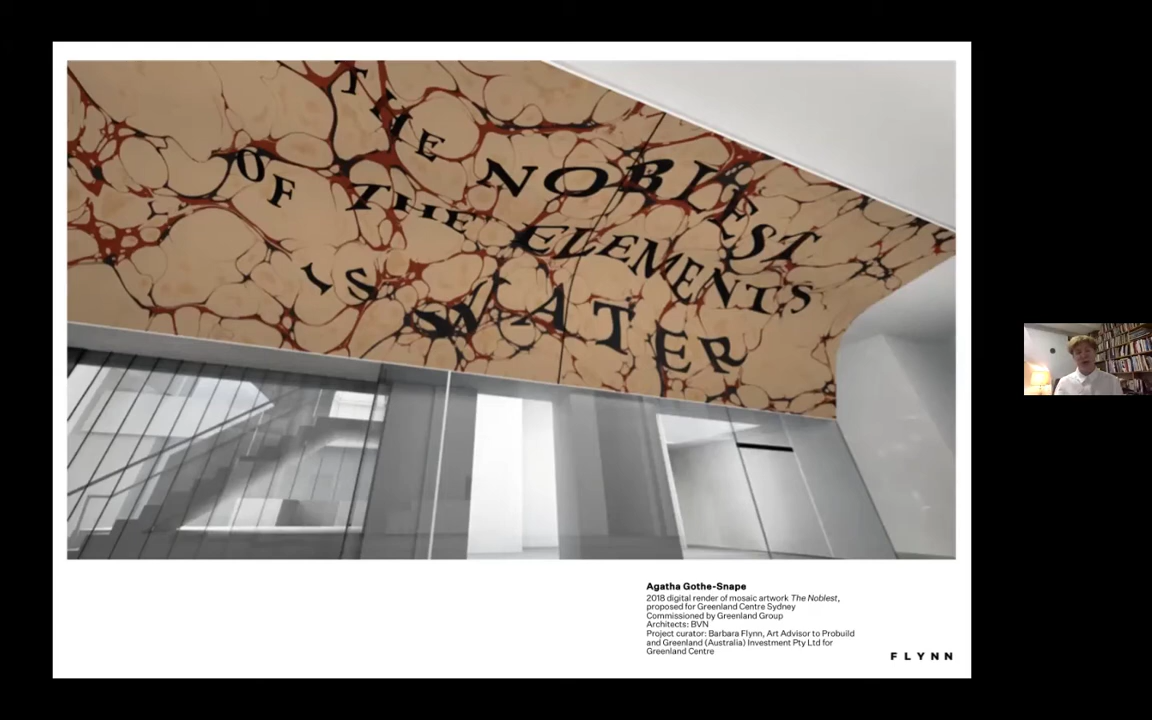 THE NOBLEST
OF THE ELEMENTS
IS WATER
Agatha Gothe-Snape
2018 digital render of mosaic artwork The Noblest,
proposed for Greenland Centre Sydney
Commissioned by Greenland Group
Architects: BVN
Project curator: Barbara Flynn, Art Advisor to Probuild
and Greenland (Australia) Investment Pty Ltd for
Greenland Centre
FLYNN